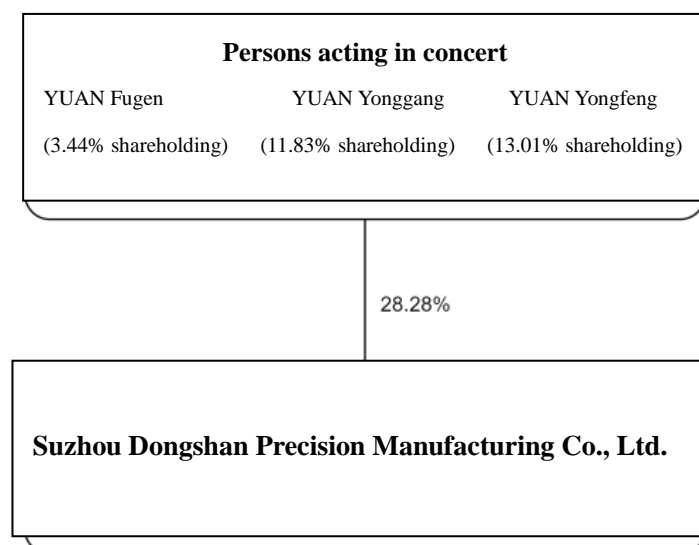 Persons acting in concert
YUAN Fugen YUAN Yonggang YUAN Yongfeng
(3.44% shareholding) (11.83% shareholding) (13.01% shareholding)
28.28%
Suzhou Dongshan Precision Manufacturing Co., Ltd.